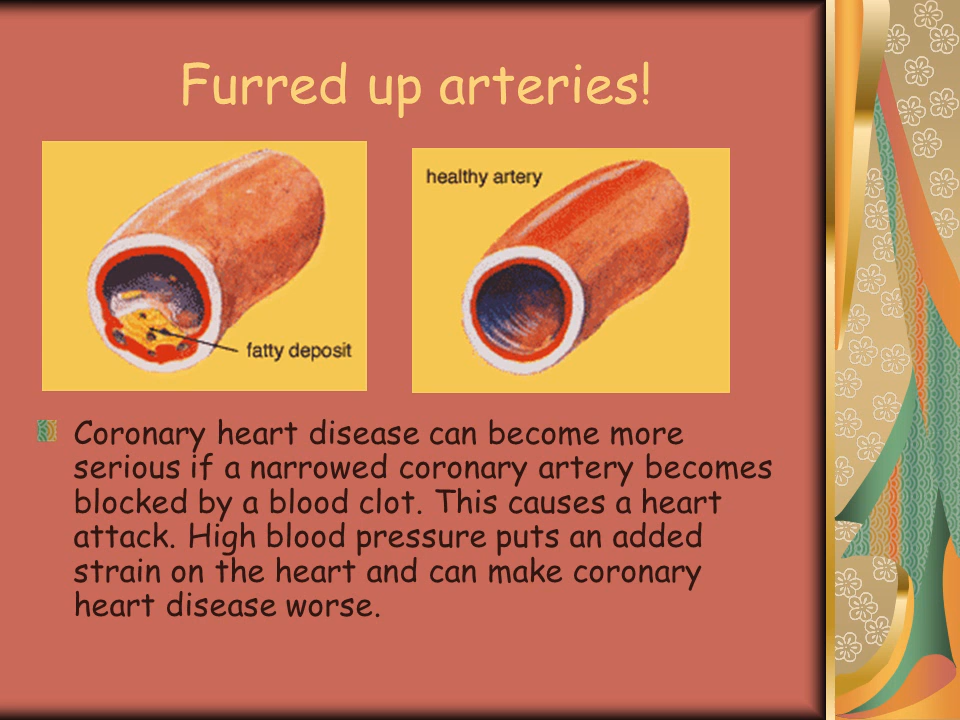 Furred up arteries!
healthy artery
fatty deposit
Coronary heart disease can become more
serious if a narrowed coronary artery becomes
blocked by a blood clot. This causes a heart
attack. High blood pressure puts an added
strain on the heart and can make coronary
heart disease worse.